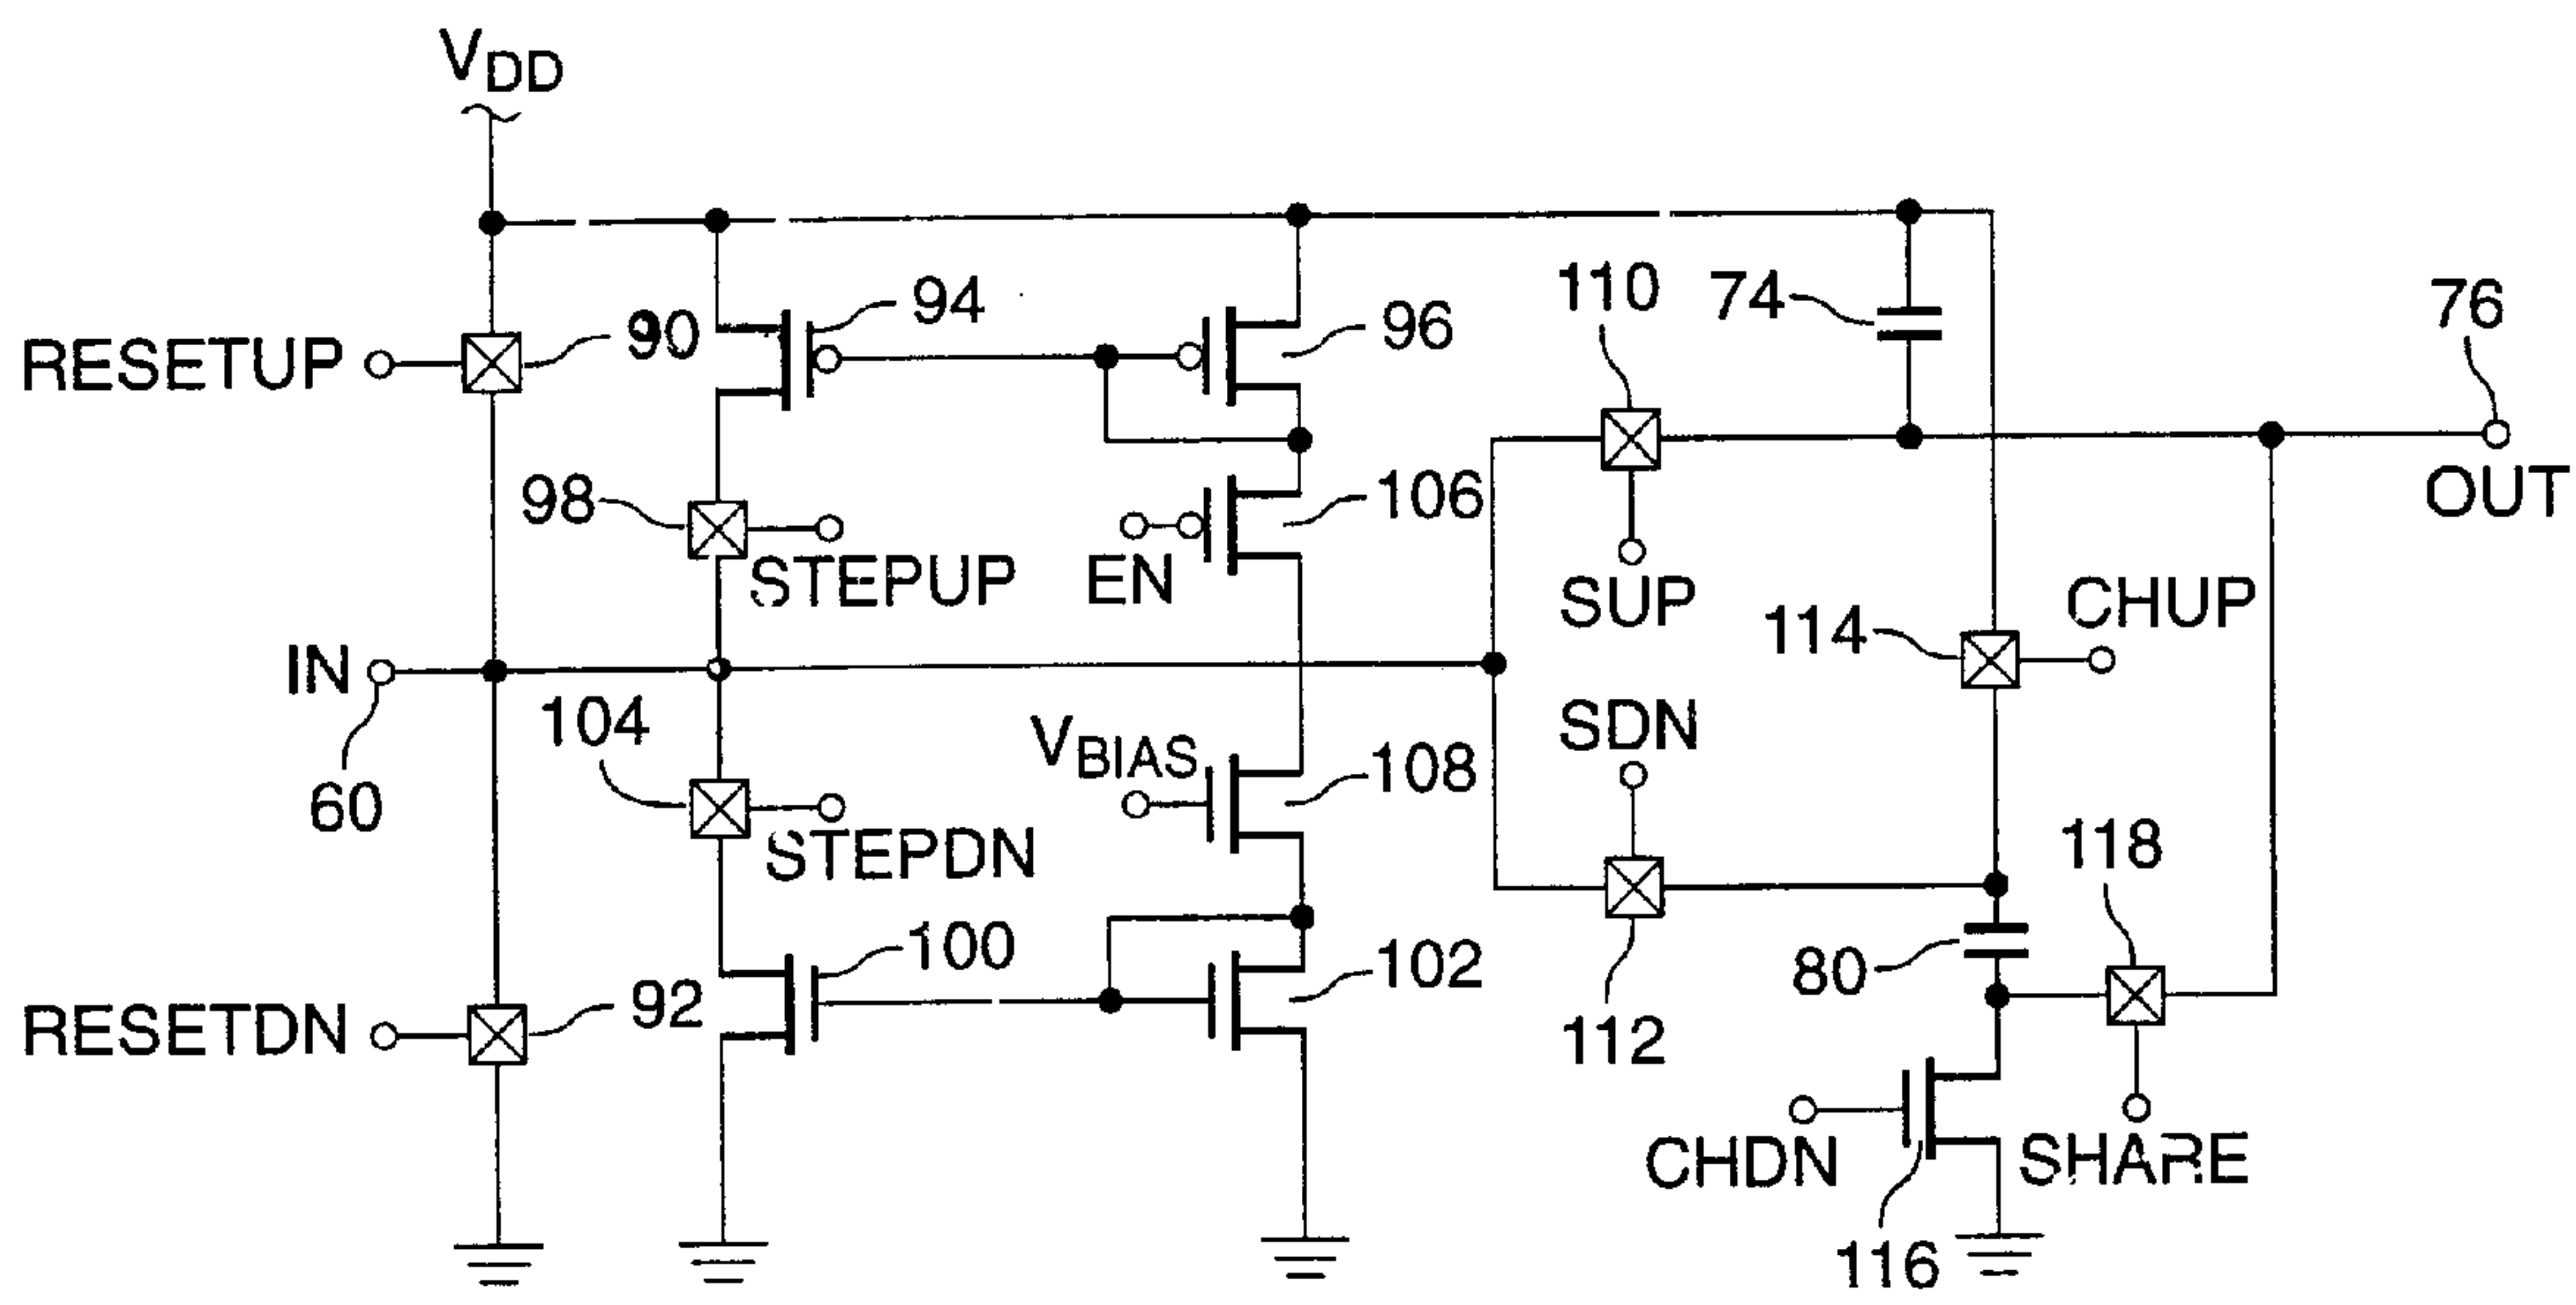 VDD
RESETUP
90
94
96
110
74
76
OUT
98
STEPUP
EN
106
SUP
114
CHUP
IN
60
104
STEPDN
VBIAS
108
SDN
118
RESETDN
92
100
102
112
80
CHDN
SHARE
116